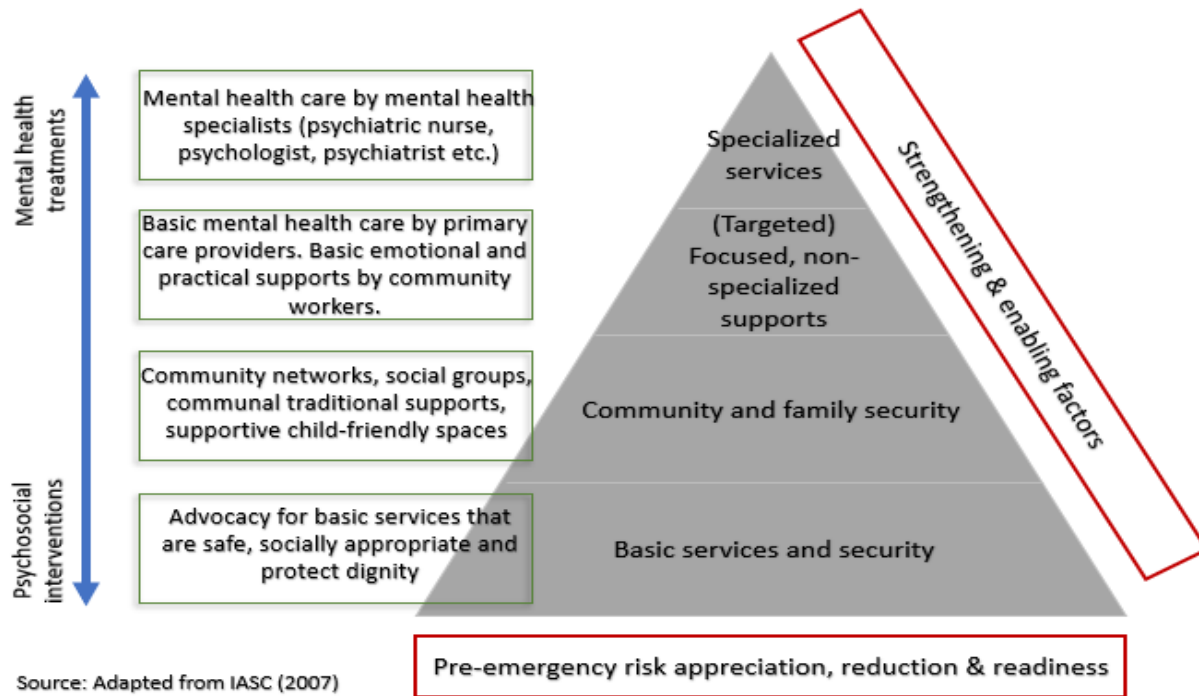 Mental health
treatments
Mental health care by mental health
specialists (psychiatric nurse,
psychologist, psychiatrist etc.)
Specialized
services
Basic mental health care by primary
care providers. Basic emotional and
practical supports by community
workers.
(Targeted)
Focused, non-
specialized
supports
Strengthening & enabling factors
Community networks, social groups,
communal traditional supports,
supportive child-friendly spaces
Community and family security
Psychosocial
interventions
Advocacy for basic services that
are safe, socially appropriate and
protect dignity
Basic services and security
Pre-emergency risk appreciation, reduction & readiness
Source: Adapted from IASC (2007)